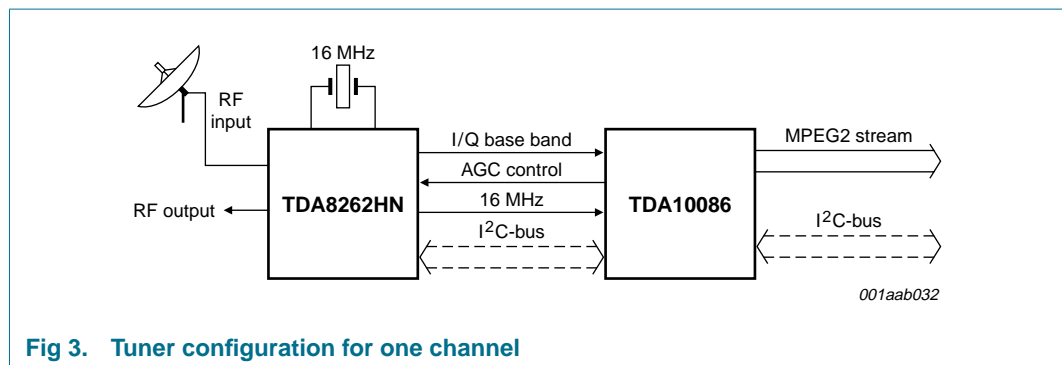 16 MHz
RF
input
I/Q base band
MPEG2 stream
AGC control
TDA8262HN
TDA10086
RF output
16 MHz
I2C-bus
I2C-bus
001aab032
Fig 3. Tuner configuration for one channel